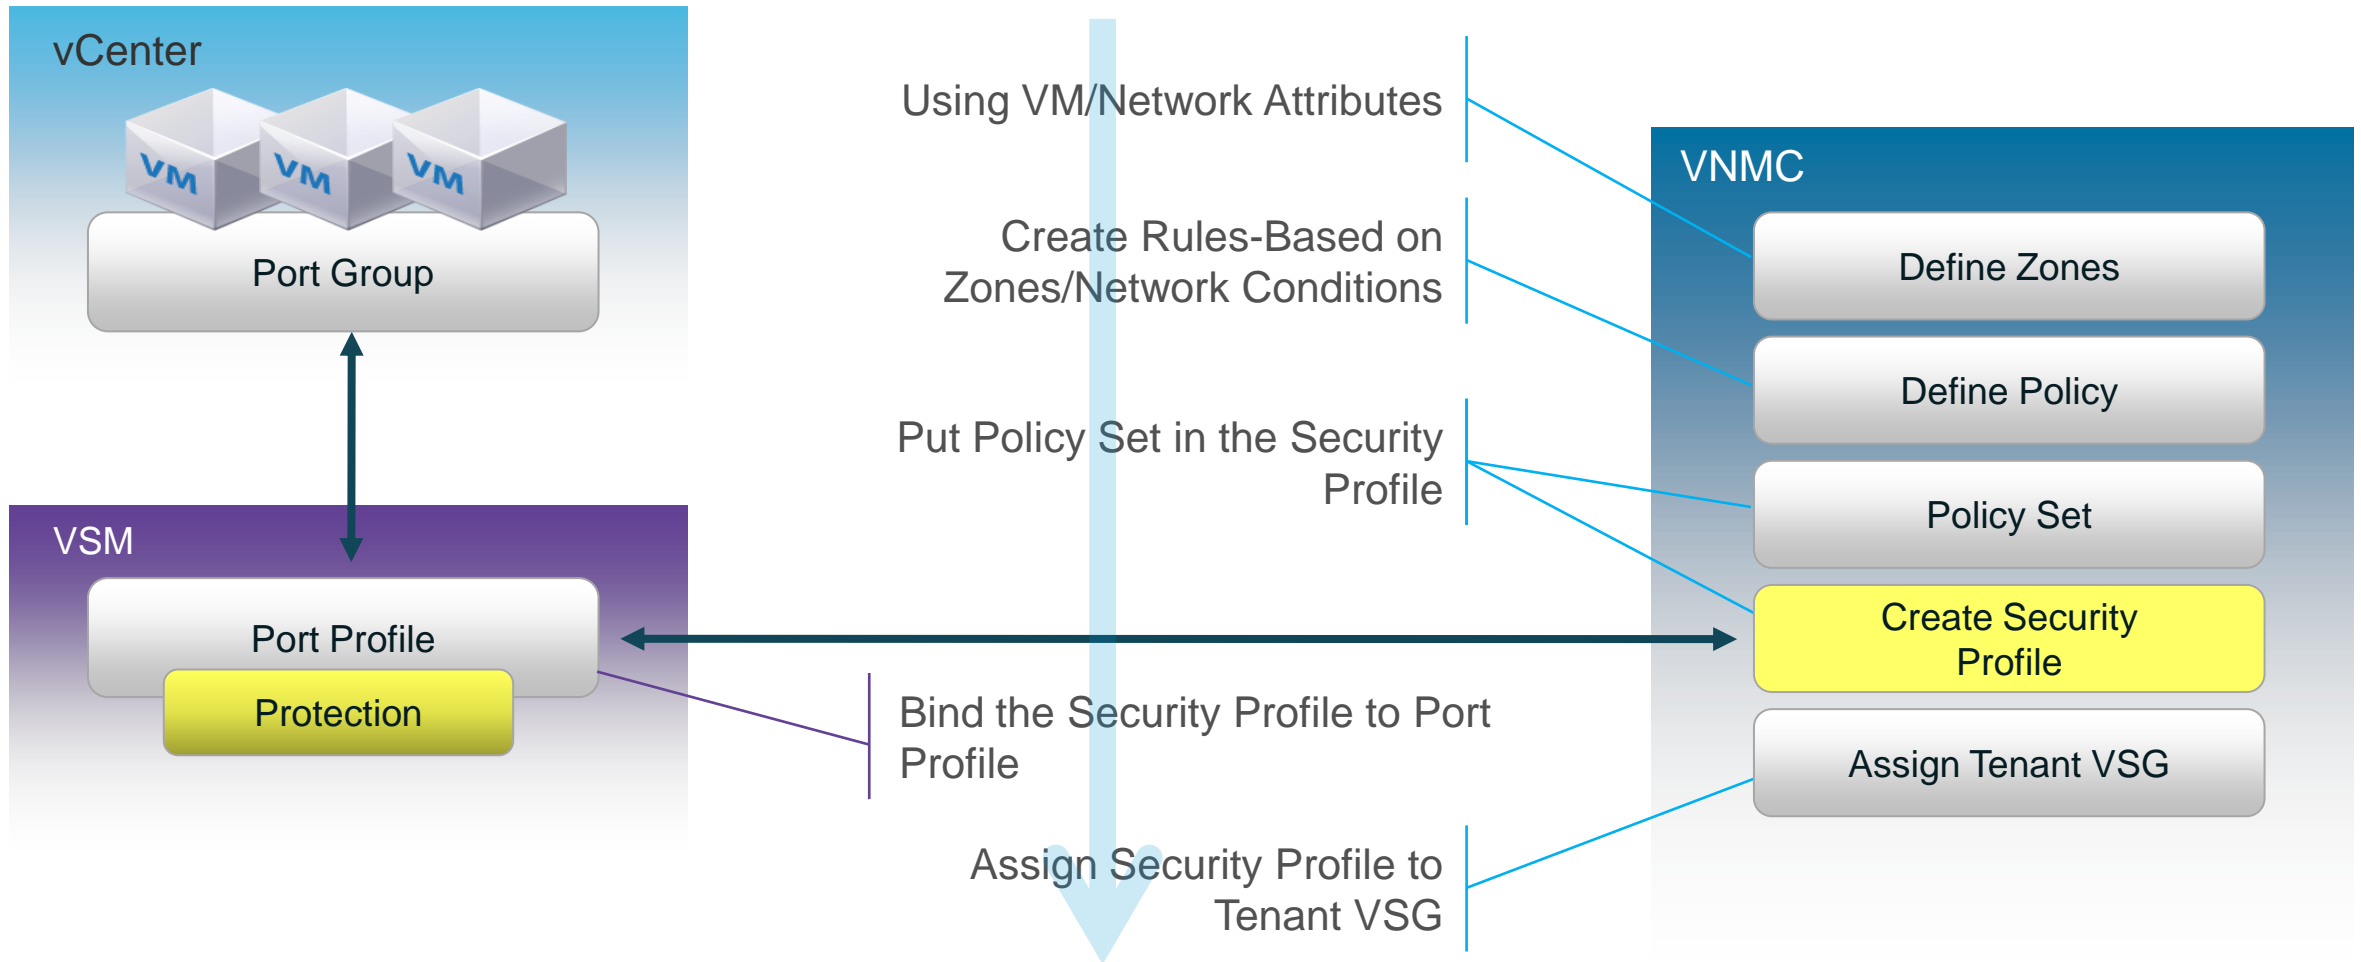 vCenter
VM VM VM
Port Group
VSM
Port Profile
Protection
Using VM/Network Attributes
Create Rules-Based on
Zones/Network Conditions
Put Policy Set in the Security
Profile
Bind the Security Profile to Port
Profile
Assign Security Profile to
Tenant VSG
VNMC
Define Zones
Define Policy
Policy Set
Create Security
Profile
Assign Tenant VSG